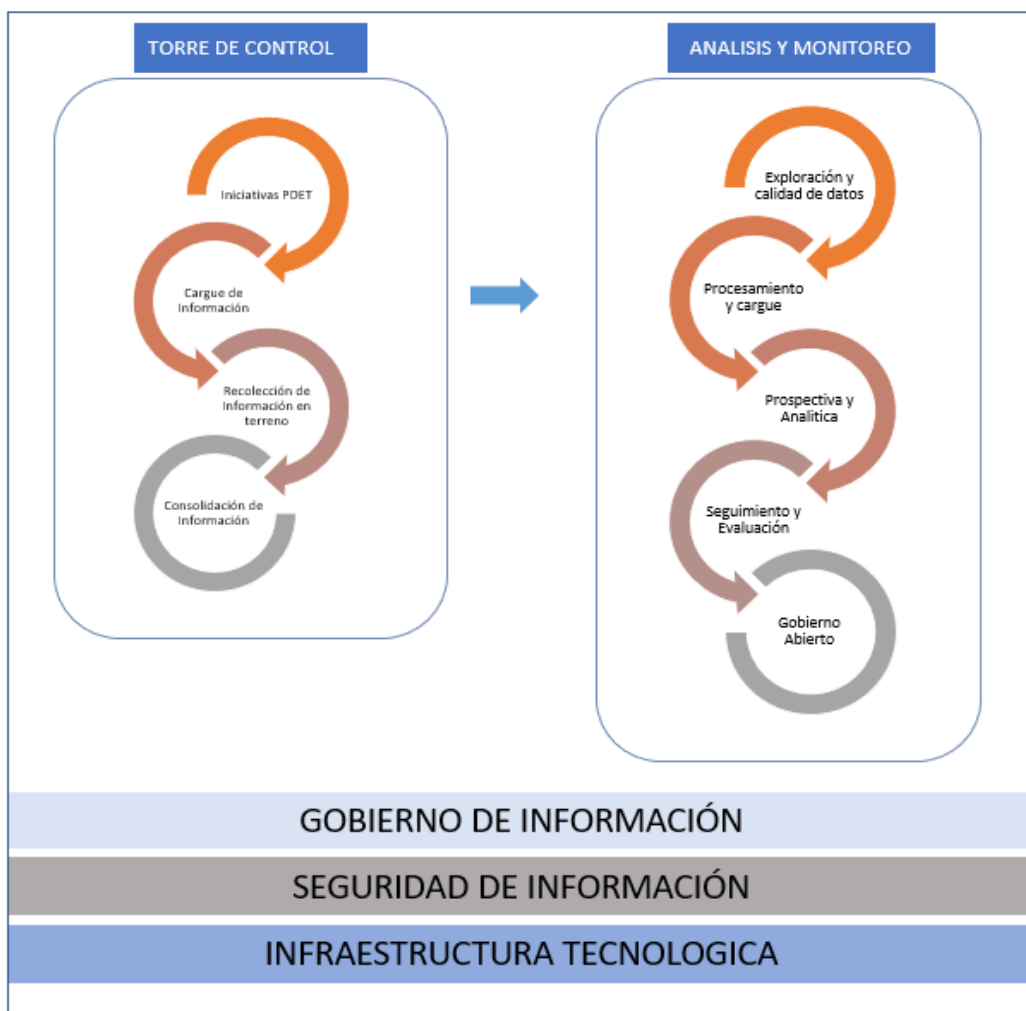 TORRE DE CONTROL
Iniciativas PDET
Cargue de
Información
Recolección de
Información en
terreno
Consolidación de
Información
ANALISIS Y MONITOREO
Exploración y
calidad de datos
Procesamiento
y cargue
Prospectiva y
Analitica
Seguimiento y
Evaluación
Gobierno
Abierto
GOBIERNO DE INFORMACIÓN
SEGURIDAD DE INFORMACIÓN
INFRAESTRUCTURA TECNOLOGICA